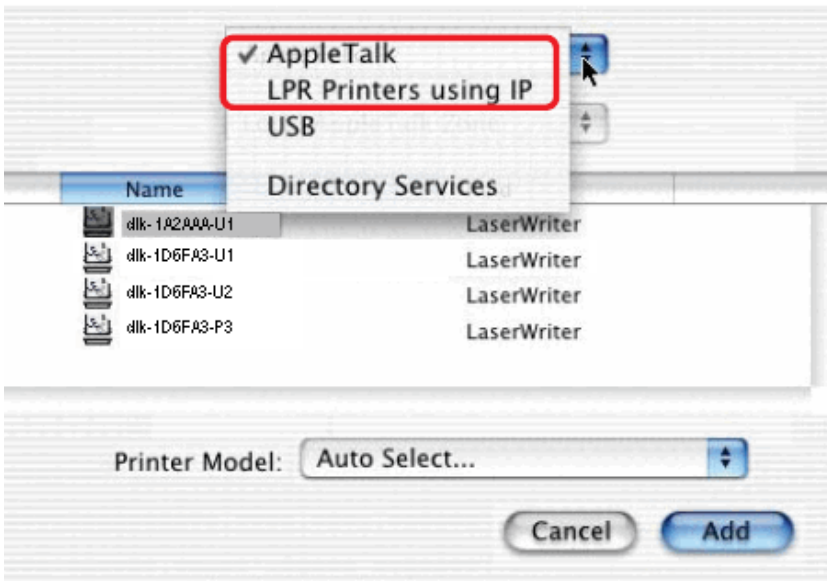 ✓ AppleTalk
LPR Printers using IP
USB
Directory Services
Name
dlk-1A2AAA-U1 LaserWriter
dlk-1D6FA3-U1 LaserWriter
dlk-1D6FA3-U2 LaserWriter
dlk-1D6FA3-P3 LaserWriter
Printer Model: Auto Select...
Cancel Add